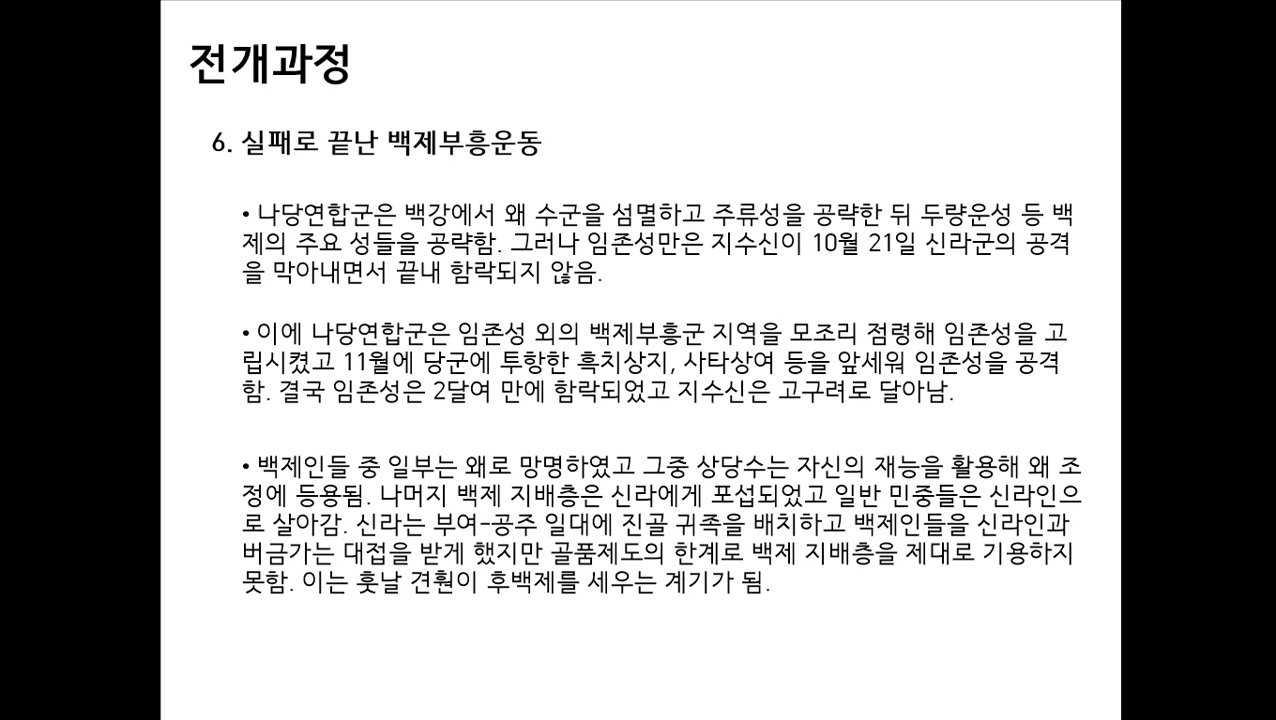 전개과정
6. 실패로 끝난 백제부흥운동
• 나당연합군은 백강에서 왜 수군을 섬멸하고 주류성을 공략한 뒤 두량운성 등 백
제의 주요 성들을 공략함. 그러나 임존성만은 지수신이 10월 21일 신라군의 공격
을 막아내면서 끝내 함락되지 않음.
• 이에 나당연합군은 임존성 외의 백제부흥군 지역을 모조리 점령해 임존성을 고
립시켰고 11월에 당군에 투항한 흑치상지, 사타상여 등을 앞세워 임존성을 공격
함. 결국 임존성은 2달여 만에 함락되었고 지수신은 고구려로 달아남.
• 백제인들 중 일부는 왜로 망명하였고 그중 상당수는 자신의 재능을 활용해 왜 조
정에 등용됨. 나머지 백제 지배층은 신라에게 포섭되었고 일반 민중들은 신라인으
로 살아감. 신라는 부여-공주 일대에 진골 귀족을 배치하고 백제인들을 신라인과
버금가는 대접을 받게 했지만 골품제도의 한계로 백제 지배층을 제대로 기용하지
못함. 이는 훗날 견훤이 후백제를 세우는 계기가 됨.